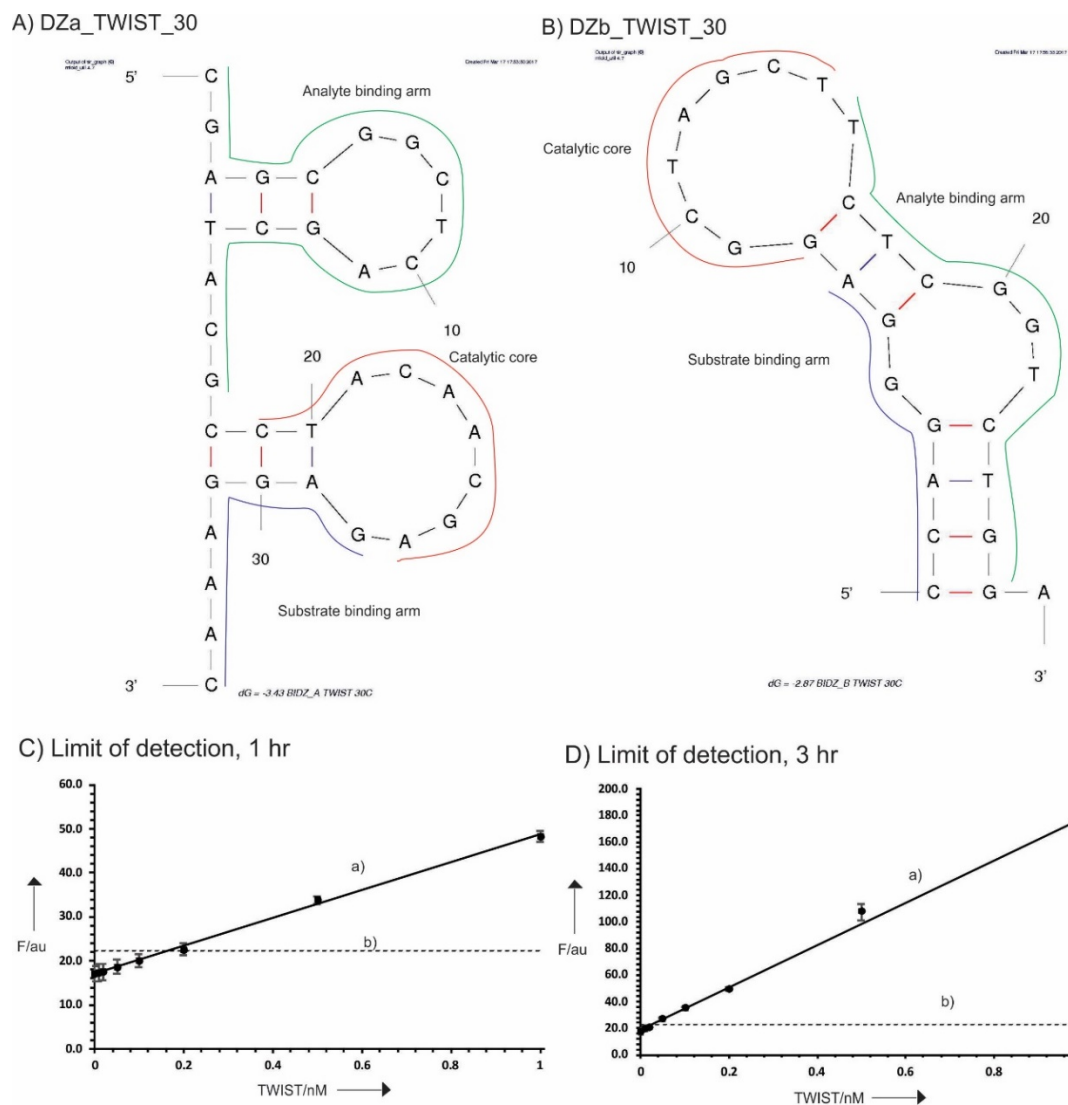 A) DZa_TWIST_30
5'
C G A G C G G C T C A G C T A C G C C T A C A A C G A G A G G A A A C
Analyte binding arm
10
Catalytic core
20
30
Substrate binding arm
3'
dG = -3.43 BIDZ_A TWIST 30C
B) DZb_TWIST_30
C C A G G G A G G C T A G C T T C T C G G T C T G G A
Catalytic core
Analyte binding arm
20
10
Substrate binding arm
5'
3'
dG = -2.87 BIDZ_B TWIST 30C
C) Limit of detection, 1 hr
60.0
50.0
40.0
30.0
20.0
10.0
0.0
F/au
a)
b)
0 0.2 0.4 0.6 0.8 1
TWIST/nM
D) Limit of detection, 3 hr
200.0
180.0
160.0
140.0
120.0
100.0
80.0
60.0
40.0
20.0
0.0
F/au
a)
b)
0 0.2 0.4 0.6 0.8
TWIST/nM